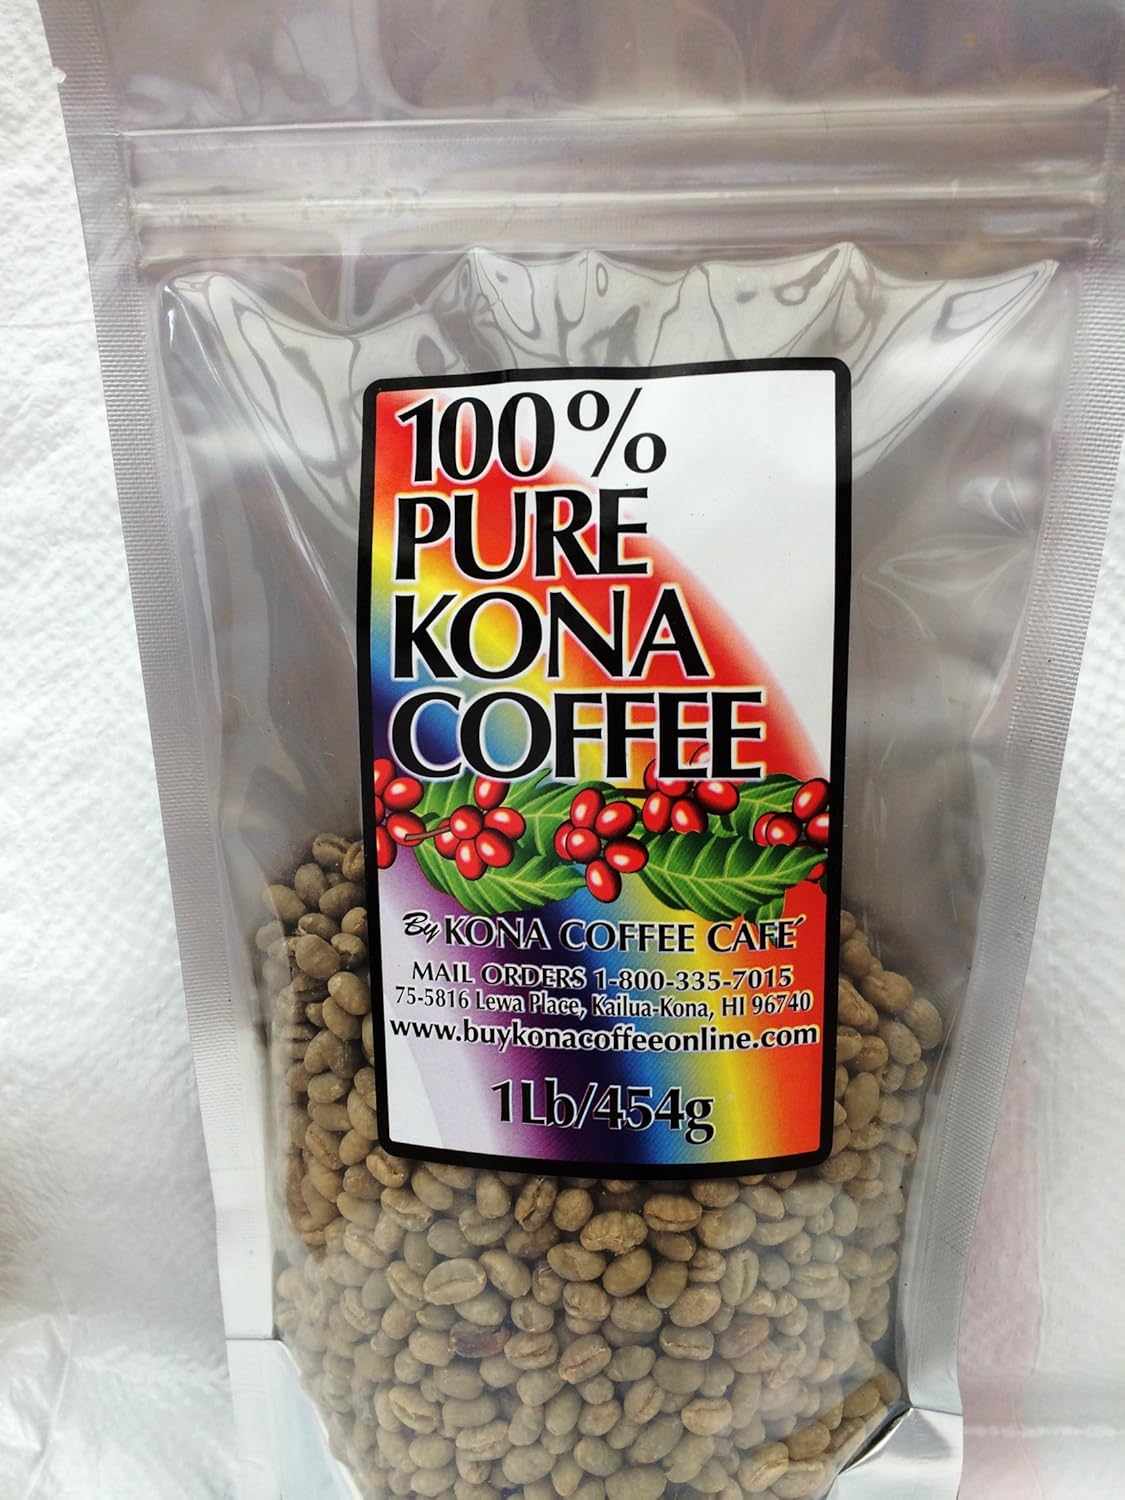 100%
PURE
KONA
COFFEE
By KONA COFFEE CAFE´
MAIL ORDERS 1-800-335-7015
75-5816 Lewa Place, Kailua-Kona, HI 96740
www.buykonacoffeeonline.com
1Lb/454g